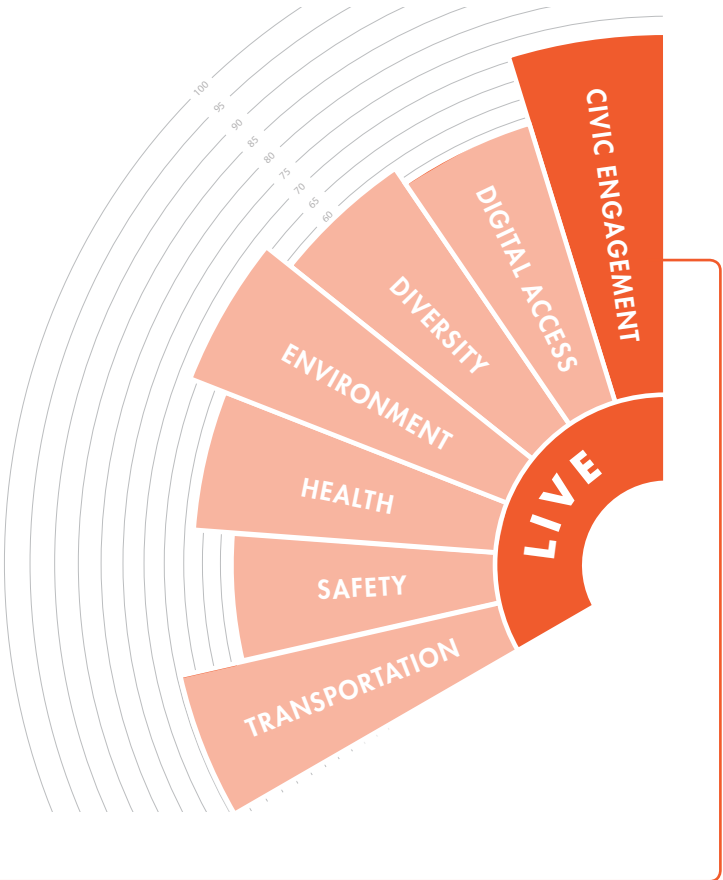 100
95
90
85
80
75
70
65
60
CIVIC ENGAGEMENT
DIGITAL ACCESS
DIVERSITY
ENVIRONMENT
HEALTH
SAFETY
TRANSPORTATION
LIVE